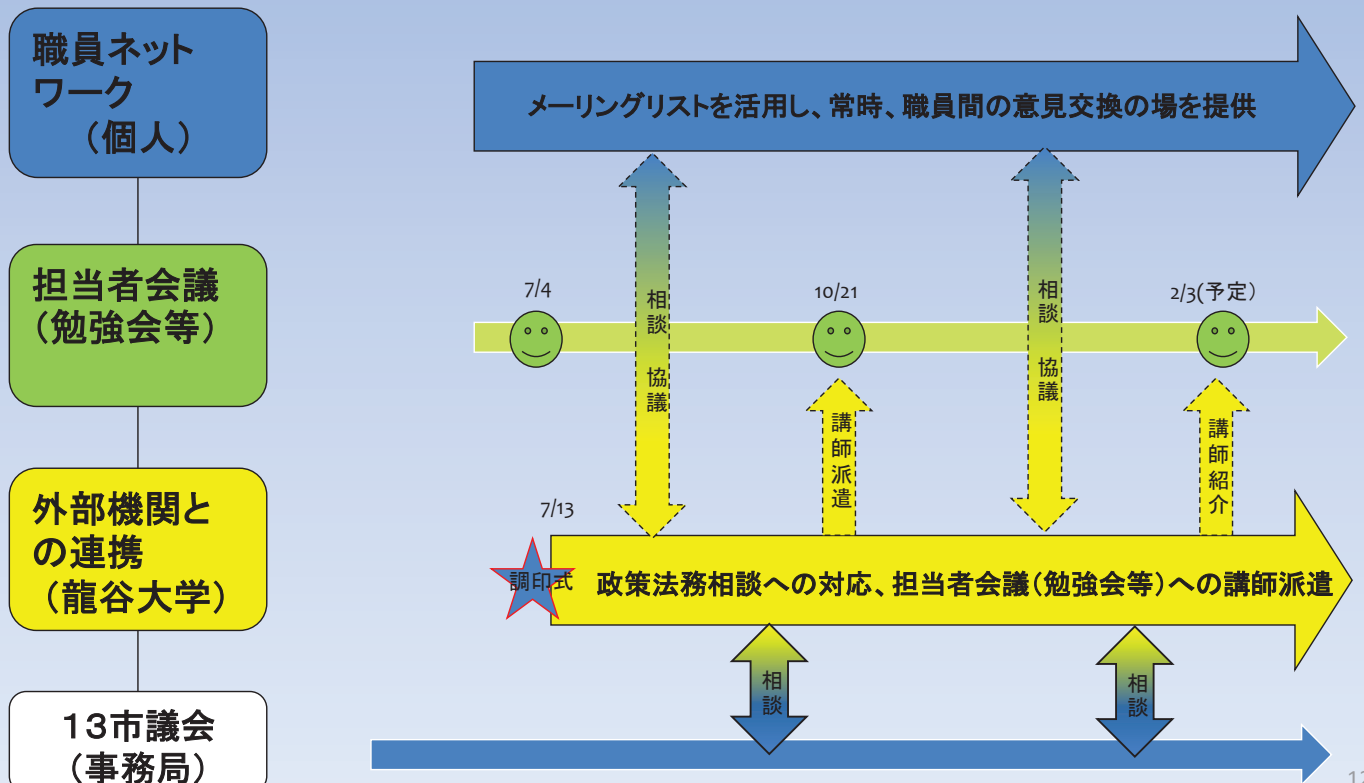 職員ネット
ワーク
（個人）
メーリングリストを活用し、常時、職員間の意見交換の場を提供
担当者会議
（勉強会等）
7/4
相談　協議
10/21
相談　協議
2/3(予定）
講師派遣
講師紹介
外部機関と
の連携
（龍谷大学）
7/13
調印式
政策法務相談への対応、担当者会議（勉強会等）への講師派遣
相談
相談
１３市議会
（事務局）